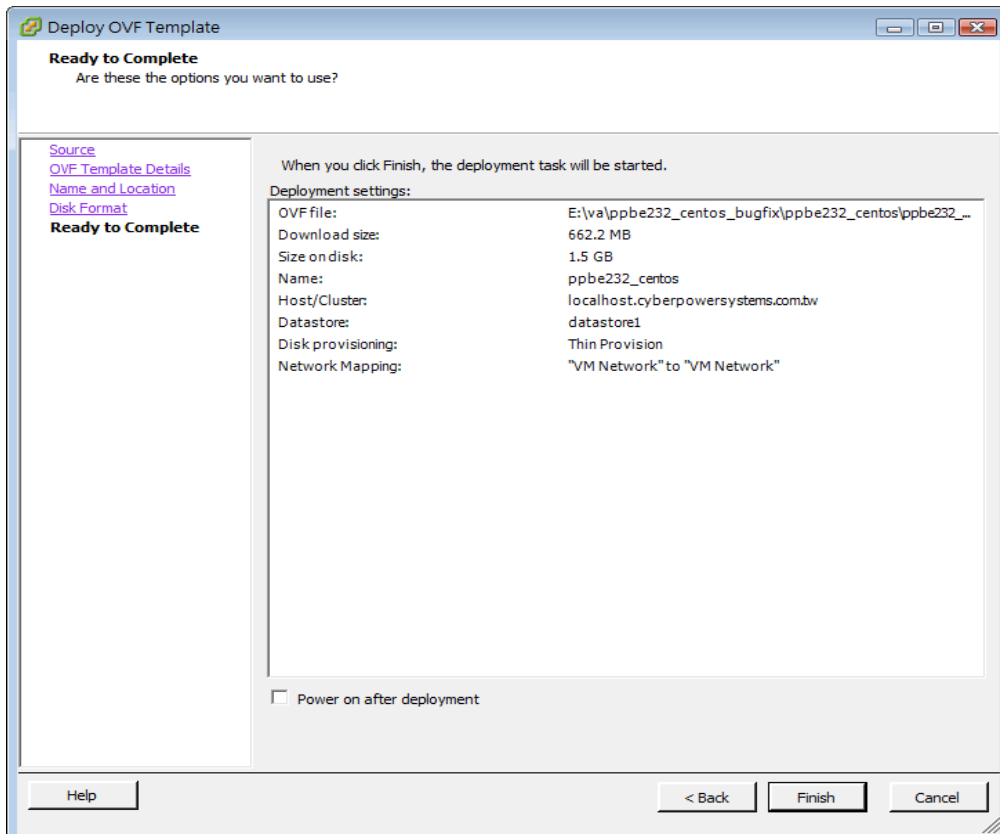 Deploy OVF Template
Ready to Complete
Are these the options you want to use?
Source
OVF Template Details
Name and Location
Disk Format
Ready to Complete
When you click Finish, the deployment task will be started.
Deployment settings:
OVF file: E:\va\ppbe232_centos_bugfix\ppbe232_centos\ppbe232_...
Download size: 662.2 MB
Size on disk: 1.5 GB
Name: ppbe232_centos
Host/Cluster: localhost.cyberpowersystems.com.tw
Datastore: datastore1
Disk provisioning: Thin Provision
Network Mapping: "VM Network" to "VM Network"
Power on after deployment
Help < Back Finish Cancel